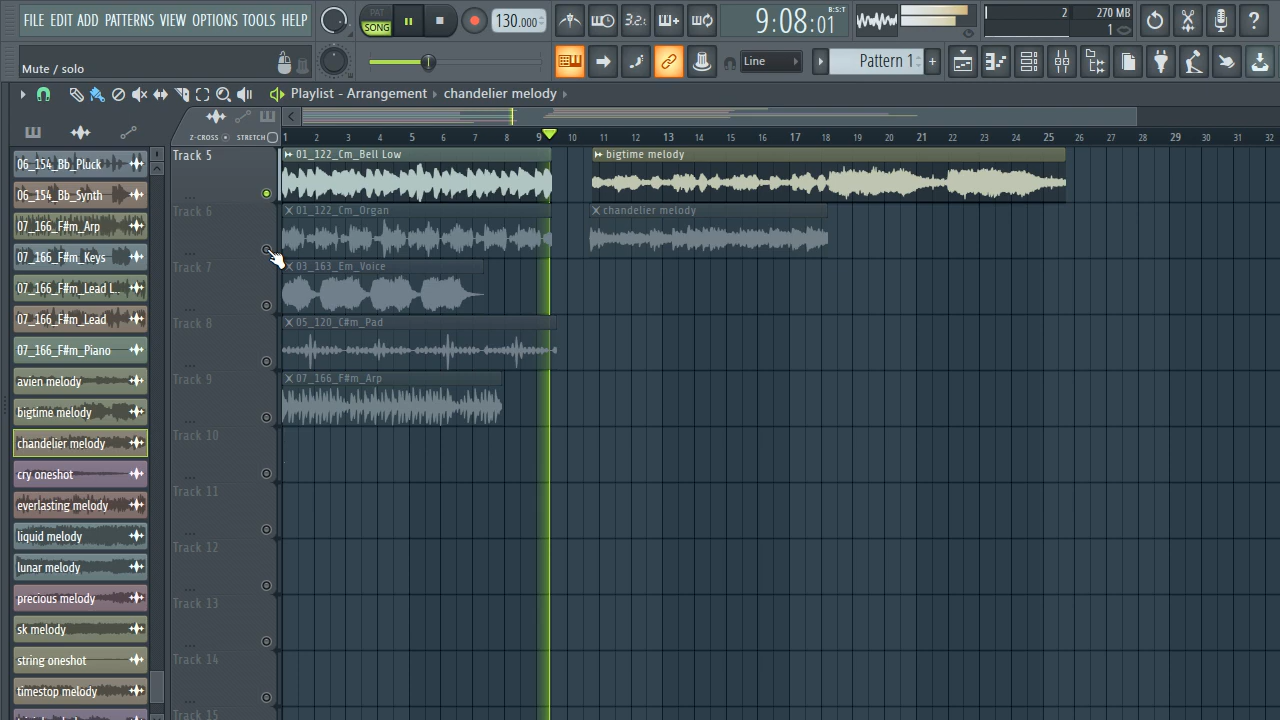 FILE EDIT ADD PATTERNS VIEW OPTIONS TOOLS HELP
PAT
SONG
130.000
3.2.
9:08:01
B:S:T
2
270 MB
1
Mute / solo
Line
Pattern 1
+
?
Playlist - Arrangement › chandelier melody ›
Z-CROSS
STRETCH
1 2 3 4 5 6 7 8 9 10 11 12 13 14 15 16 17 18 19 20 21 22 23 24 25 26 27 28 29 30 31 32
06_154_Bb_Pluck
06_154_Bb_Synth
07_166_F#m_Arp
07_166_F#m_Keys
07_166_F#m_Lead L..
07_166_F#m_Lead
07_166_F#m_Piano
avien melody
bigtime melody
chandelier melody
cry oneshot
everlasting melody
liquid melody
lunar melody
precious melody
sk melody
string oneshot
timestop melody
Track 5
01_122_Cm_Bell Low
bigtime melody
Track 6
01_122_Cm_Organ
chandelier melody
Track 7
03_163_Em_Voice
Track 8
05_120_C#m_Pad
Track 9
07_166_F#m_Arp
Track 10
Track 11
Track 12
Track 13
Track 14
Track 15